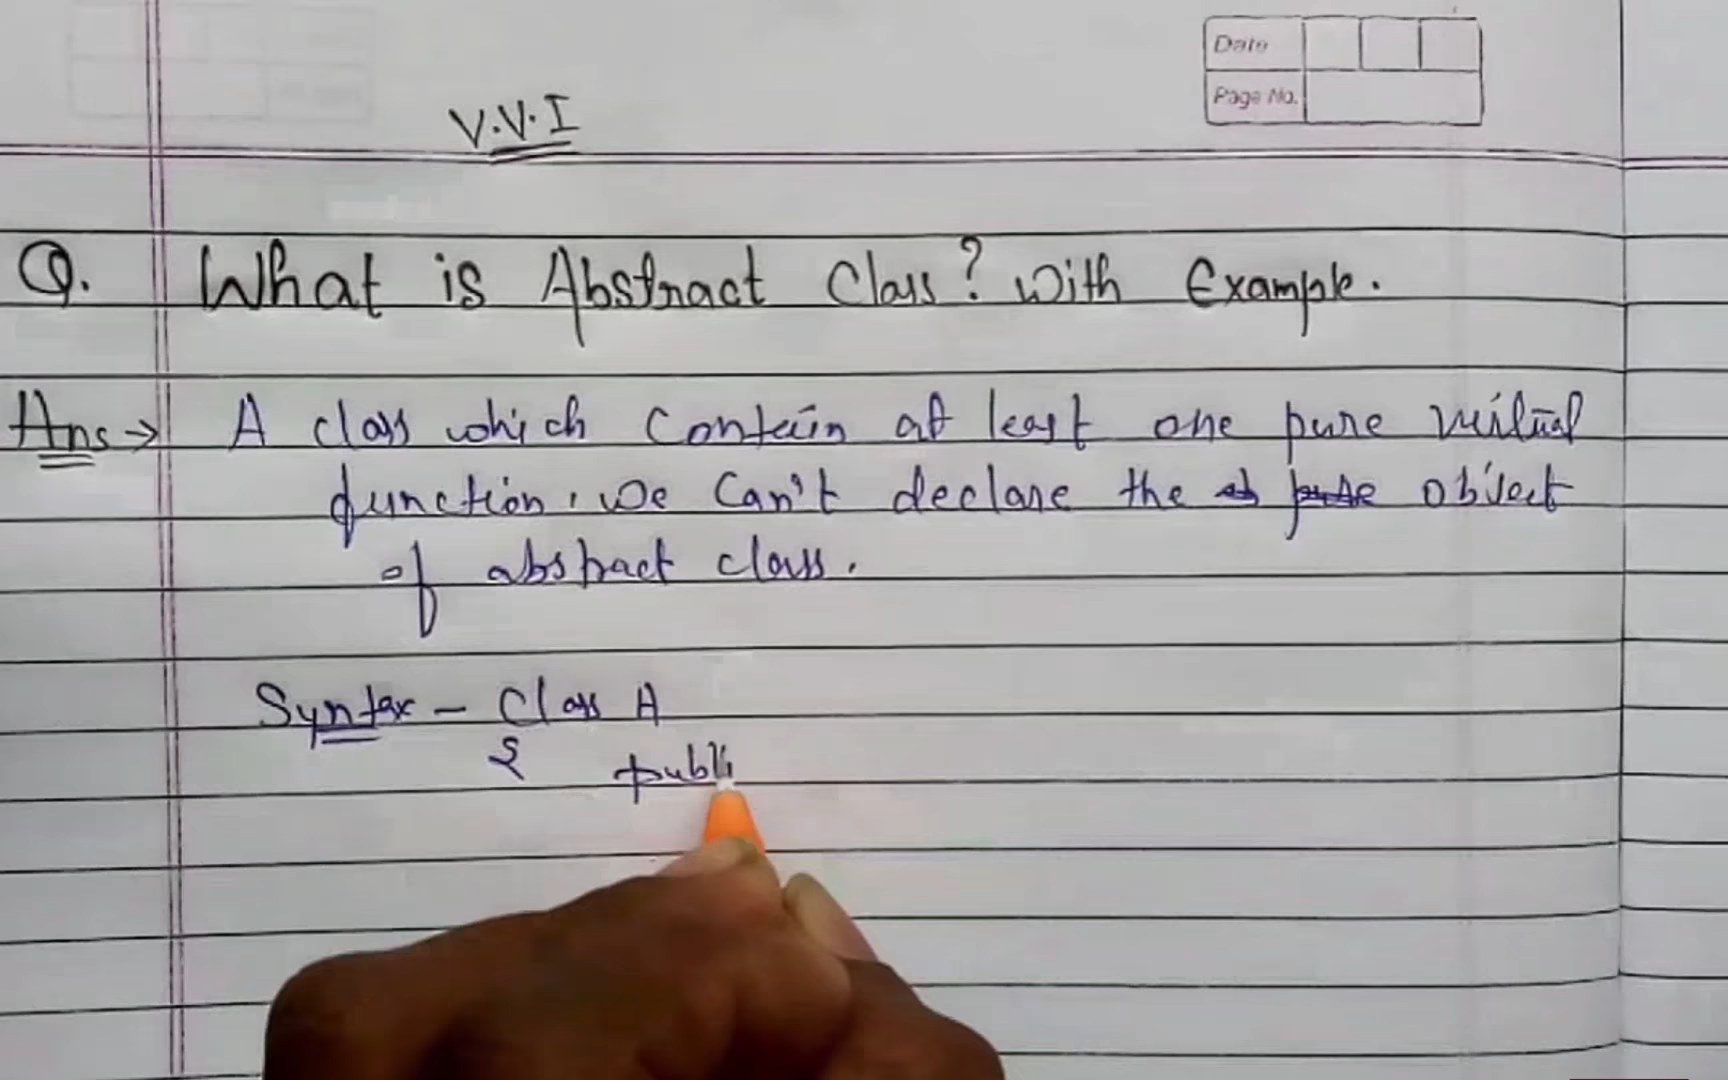 Date
Page No.
V.V.I
Q. What is Abstract Class? With Example.
Ans → A class which contain at least one pure virtual
function. we can't declare the object
of abstract class.
Syntax - Class A
{ publi